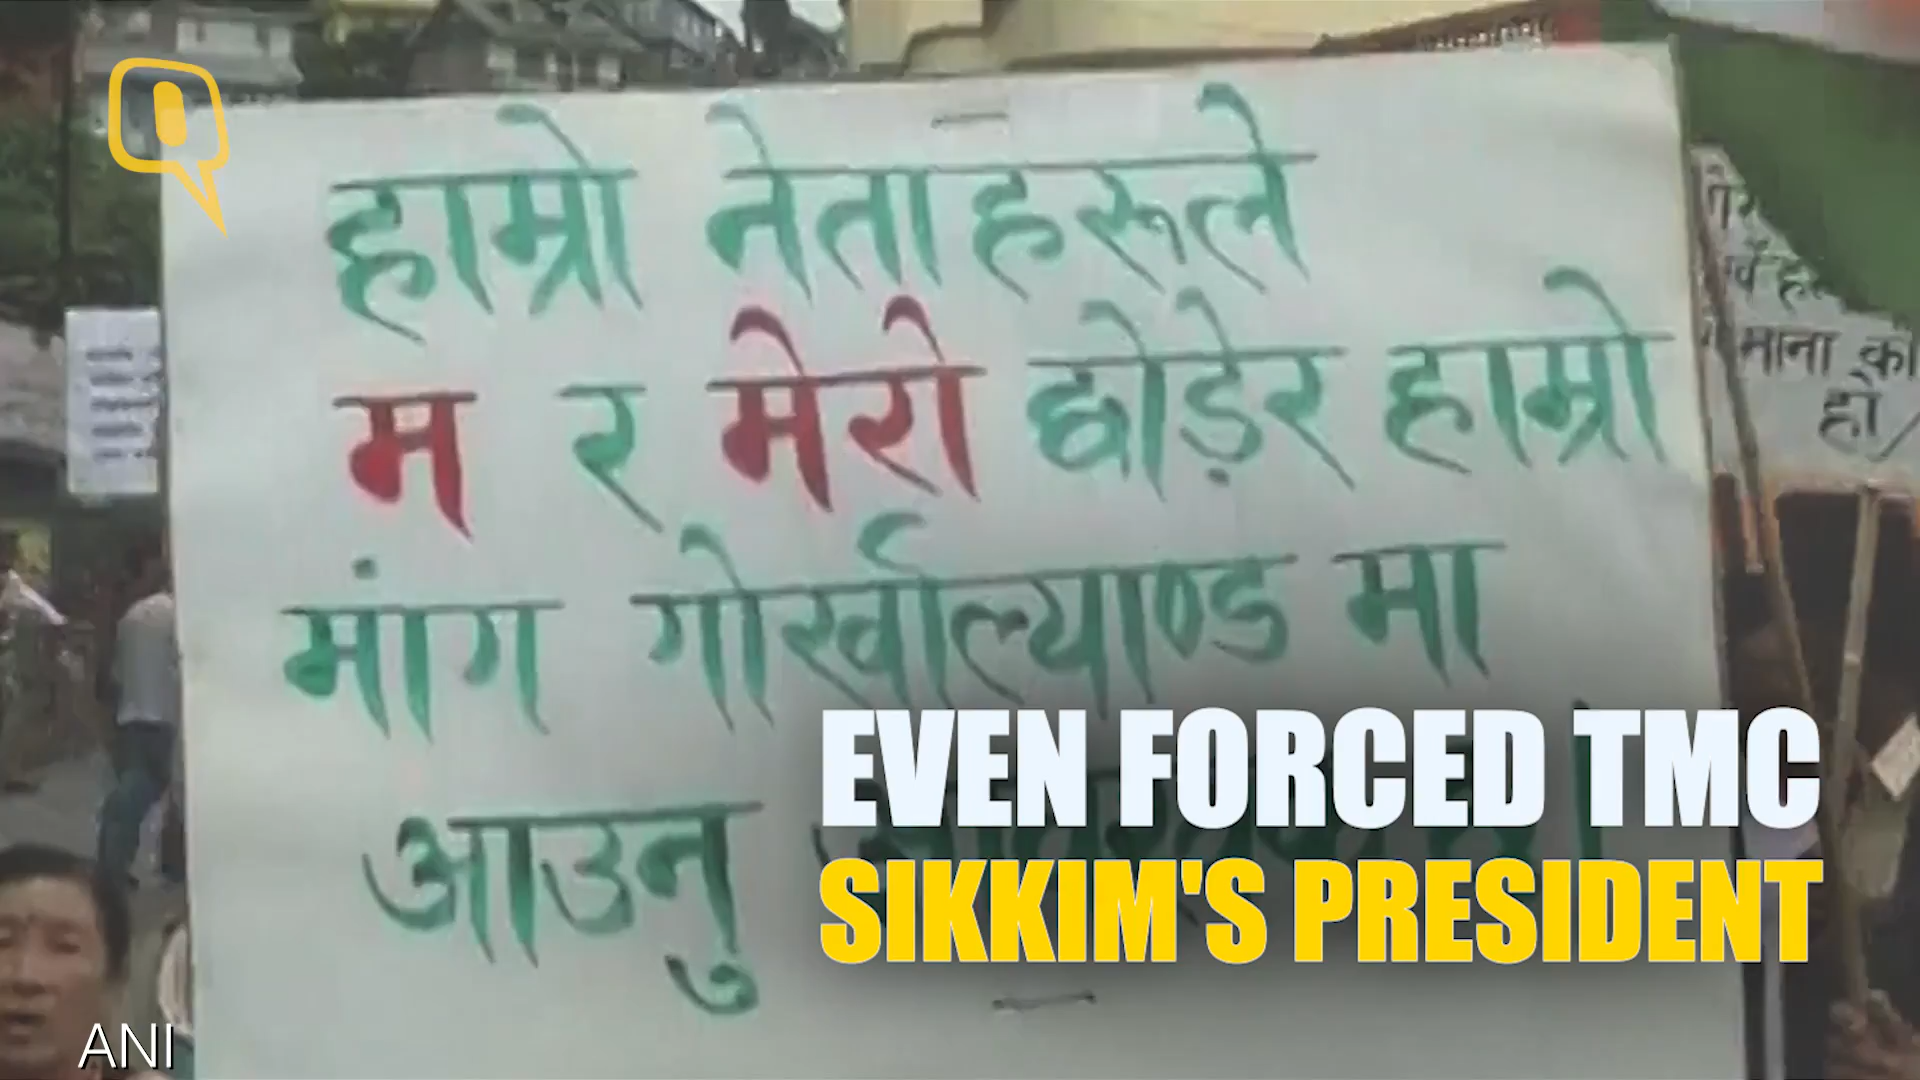 हाम्रो नेताहरूले
म र मेरो छोड़ेर हाम्रो
मांग गोर्खाल्याण्ड मा
आउनु
माना को
हो
EVEN FORCED TMC
SIKKIM'S PRESIDENT
ANI